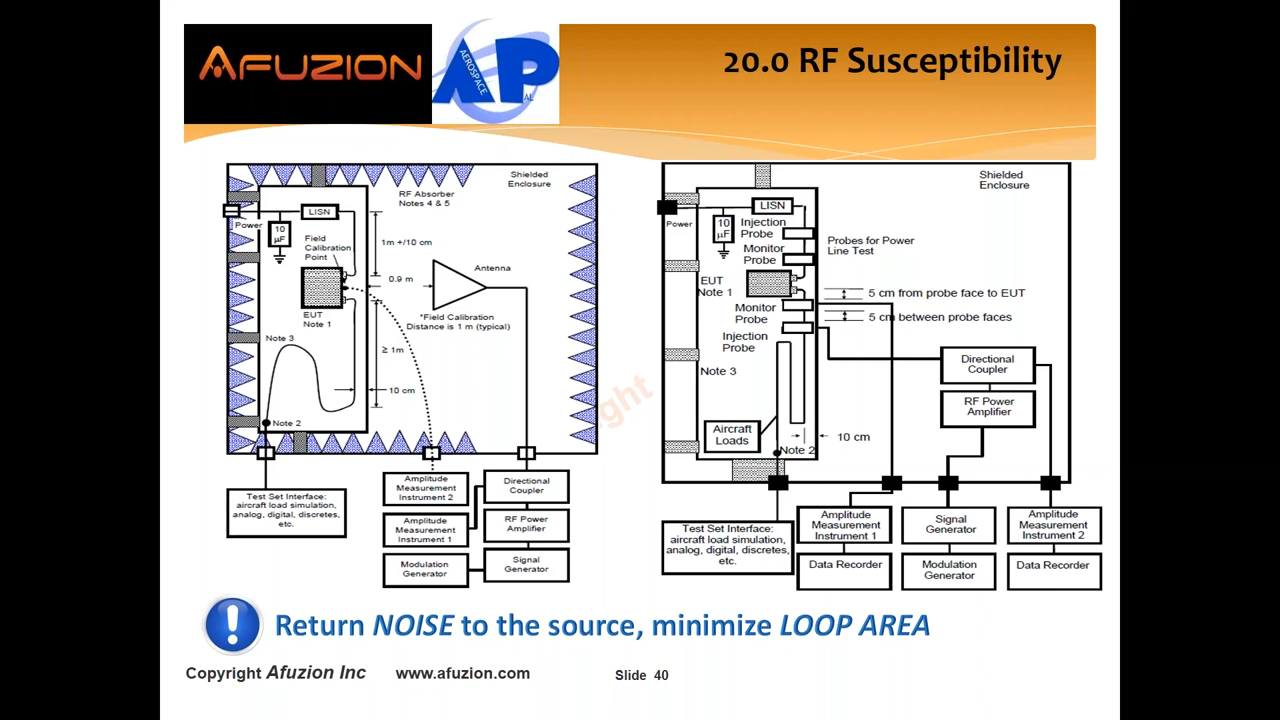 AFUZION
AEROSPACE
AP
AL
20.0 RF Susceptibility
Shielded
Enclosure
RF Absorber
Notes 4 & 5
LISN
Power
10
µF
Field
Calibration
Point
1m +/10 cm
0.9 m
Antenna
EUT
Note 1
*Field Calibration
Distance is 1 m (typical)
Note 3
≥ 1m
10 cm
Note 2
Test Set Interface:
aircraft load simulation,
analog, digital, discretes,
etc.
Amplitude
Measurement
Instrument 2
Directional
Coupler
Amplitude
Measurement
Instrument 1
RF Power
Amplifier
Modulation
Generator
Signal
Generator
Shielded
Enclosure
LISN
Power
10
µF
Injection
Probe
Monitor
Probe
Probes for Power
Line Test
EUT
Note 1
5 cm from probe face to EUT
Monitor
Probe
5 cm between probe faces
Injection
Probe
Note 3
Directional
Coupler
RF Power
Amplifier
Aircraft
Loads
10 cm
Note 2
Test Set Interface:
aircraft load simulation,
analog, digital, discretes,
etc.
Amplitude
Measurement
Instrument 1
Data Recorder
Signal
Generator
Modulation
Generator
Amplitude
Measurement
Instrument 2
Data Recorder
Return NOISE to the source, minimize LOOP AREA
Copyright Afuzion Inc www.afuzion.com Slide 40